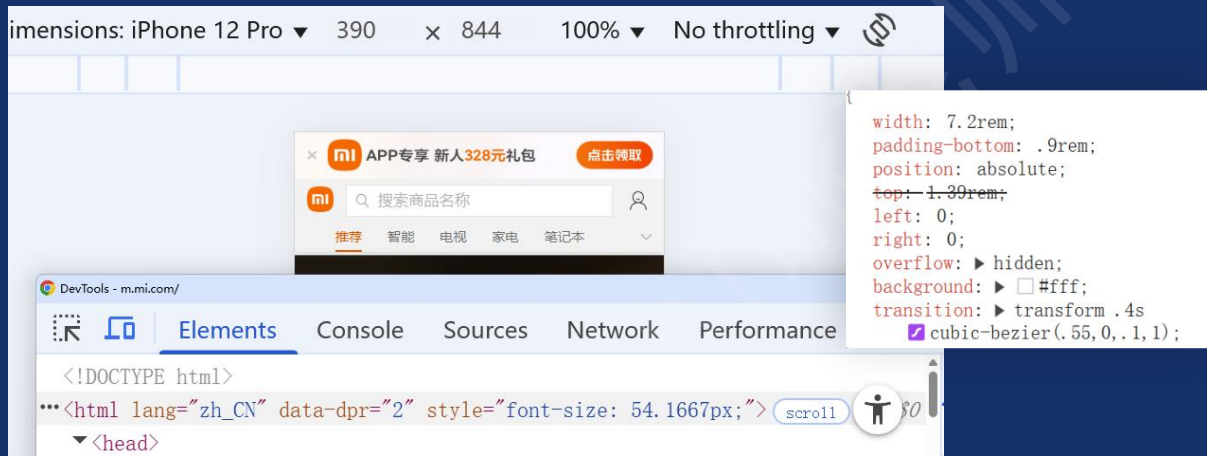 imensions: iPhone 12 Pro ▼ 390 × 844 100% ▼ No throttling ▼
× APP专享 新人328元礼包 点击领取
搜索商品名称
推荐 智能 电视 家电 笔记本
{
width: 7.2rem;
padding-bottom: .9rem;
position: absolute;
top: 1.39rem;
left: 0;
right: 0;
overflow: ▶ hidden;
background: ▶ #fff;
transition: ▶ transform .4s
cubic-bezier(.55,0,.1,1);
DevTools - m.mi.com/
Elements Console Sources Network Performance
<!DOCTYPE html>
•••<html lang="zh_CN" data-dpr="2" style="font-size: 54.1667px;"> scroll $0
▼<head>